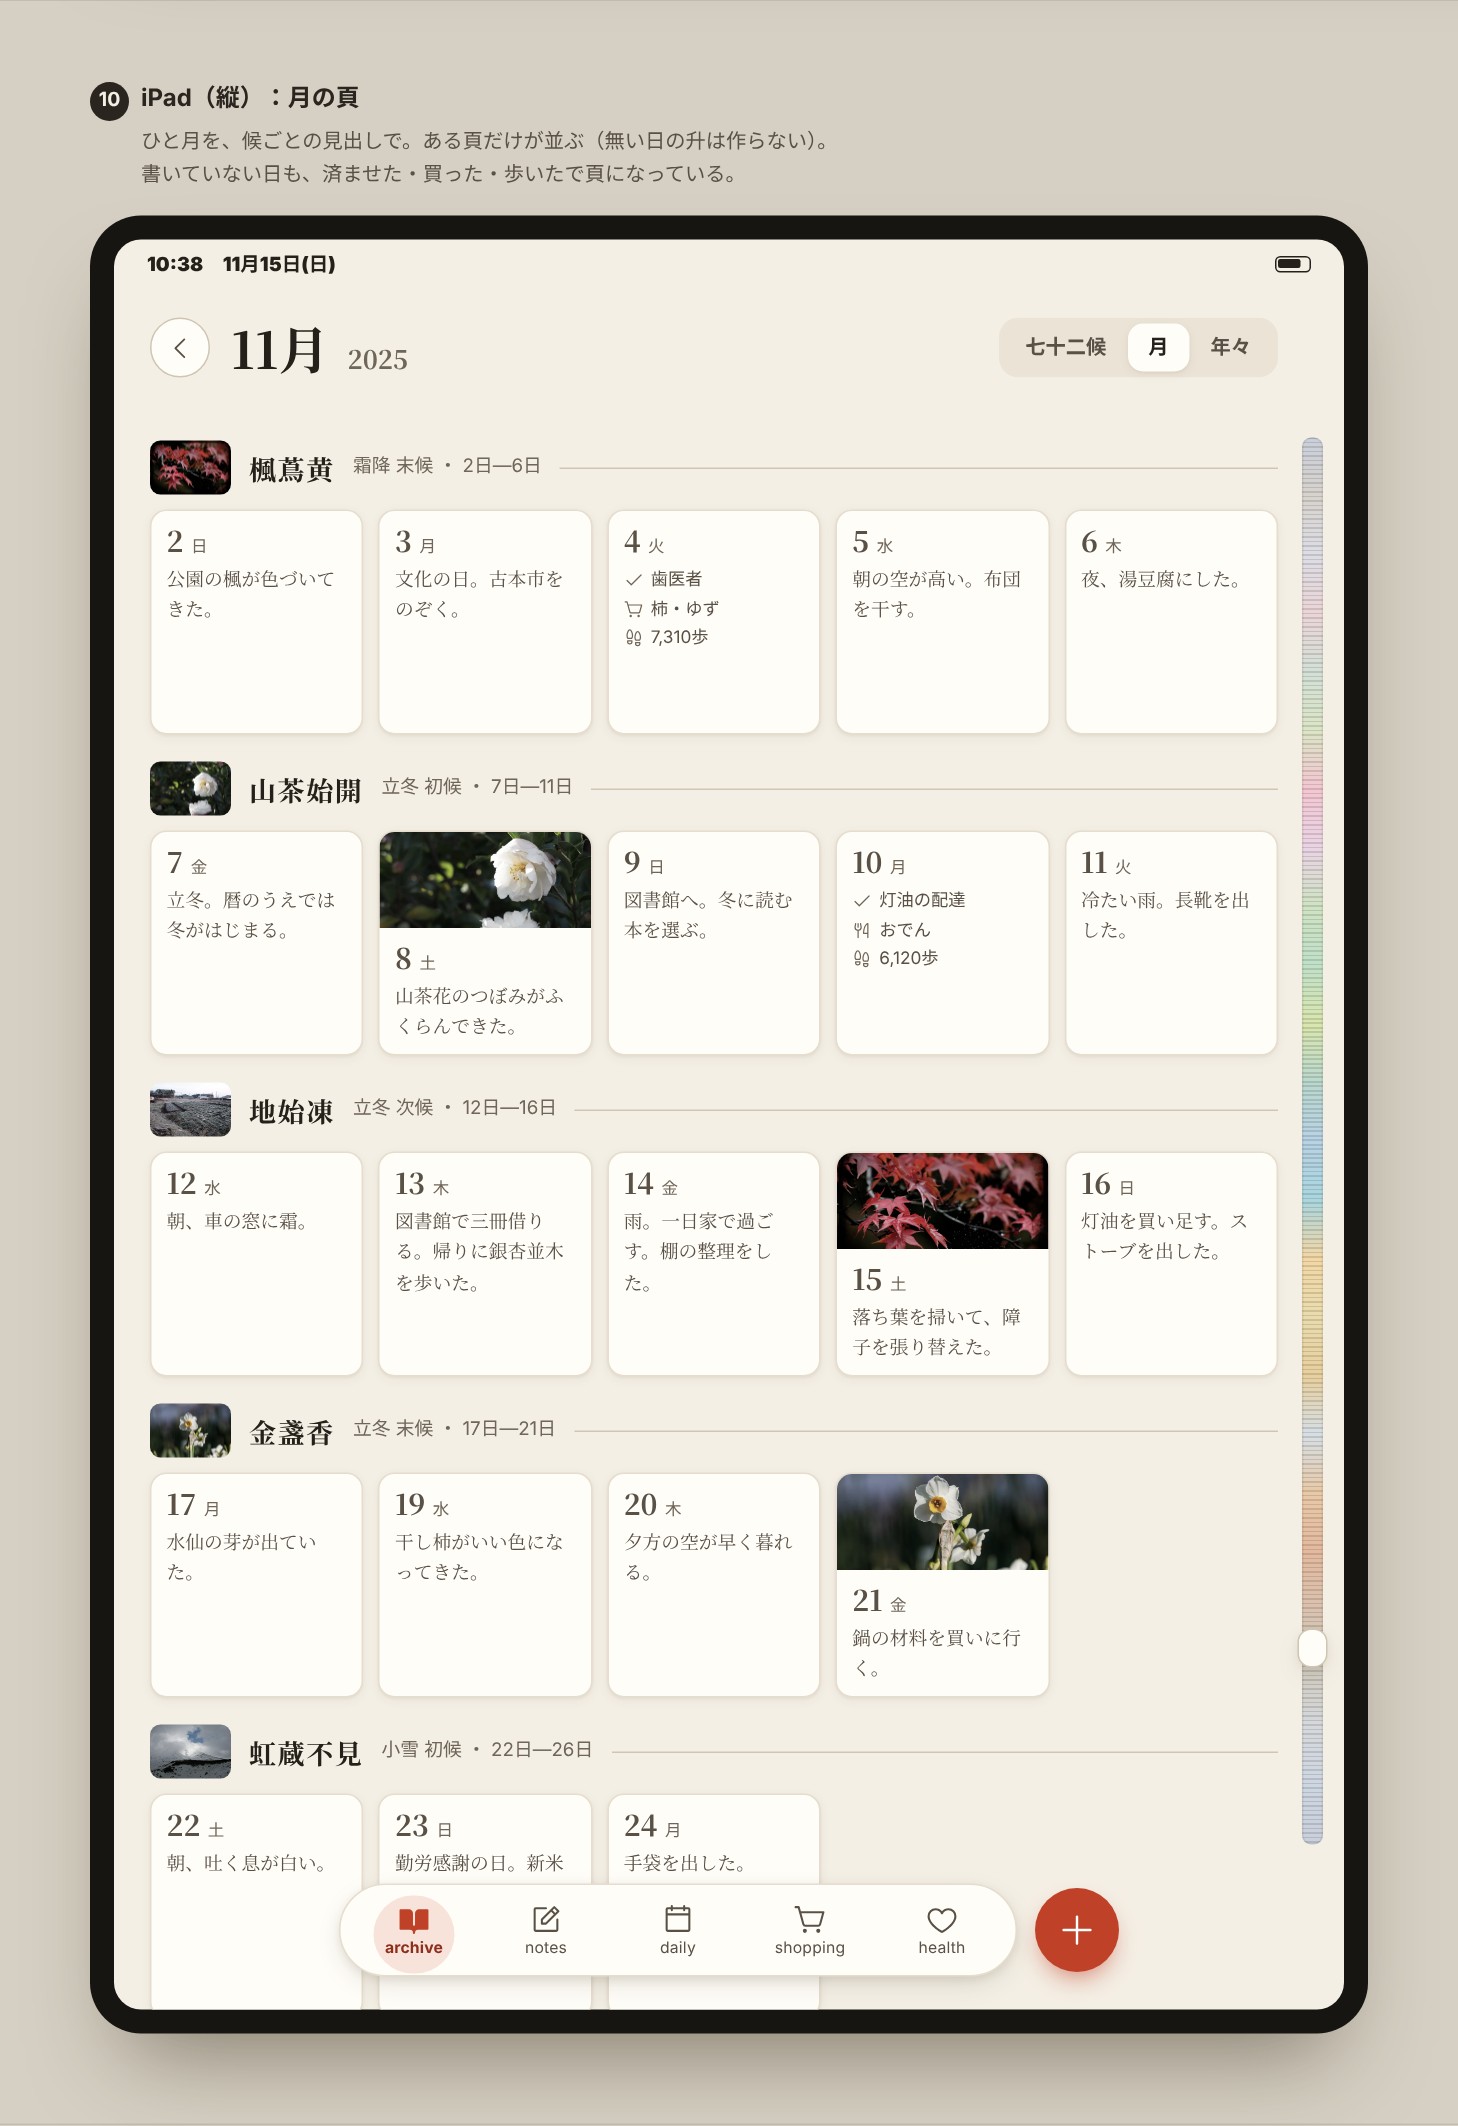 10 iPad（縦）：月の頁
ひと月を、候ごとの見出しで。ある頁だけが並ぶ（無い日の升は作らない）。
書いていない日も、済ませた・買った・歩いたで頁になっている。
10:38 11月15日(日)
11月 2025
七十二候 月 年々
楓蔦黄 霜降 末候 ・ 2日—6日
2 日
公園の楓が色づいて
きた。
3 月
文化の日。古本市を
のぞく。
4 火
歯医者
柿・ゆず
7,310歩
5 水
朝の空が高い。布団
を干す。
6 木
夜、湯豆腐にした。
山茶始開 立冬 初候 ・ 7日—11日
7 金
立冬。暦のうえでは
冬がはじまる。
8 土
山茶花のつぼみがふ
くらんできた。
9 日
図書館へ。冬に読む
本を選ぶ。
10 月
灯油の配達
おでん
6,120歩
11 火
冷たい雨。長靴を出
した。
地始凍 立冬 次候 ・ 12日—16日
12 水
朝、車の窓に霜。
13 木
図書館で三冊借り
る。帰りに銀杏並木
を歩いた。
14 金
雨。一日家で過ご
す。棚の整理をし
た。
15 土
落ち葉を掃いて、障
子を張り替えた。
16 日
灯油を買い足す。ス
トーブを出した。
金盞香 立冬 末候 ・ 17日—21日
17 月
水仙の芽が出てい
た。
19 水
干し柿がいい色にな
ってきた。
20 木
夕方の空が早く暮れ
る。
21 金
鍋の材料を買いに行
く。
虹蔵不見 小雪 初候 ・ 22日—26日
22 土
朝、吐く息が白い。
23 日
勤労感謝の日。新米
24 月
手袋を出した。
archive notes daily shopping health